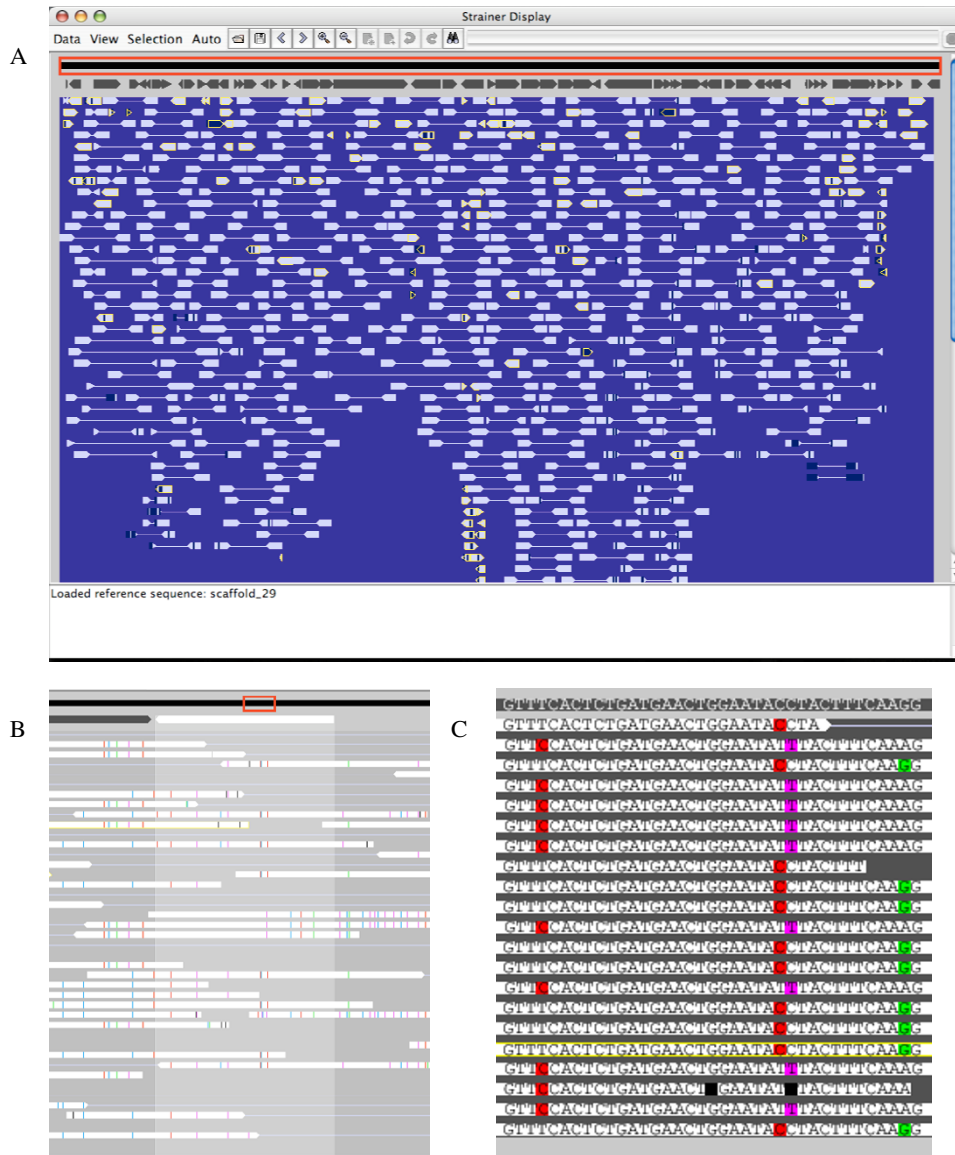 A
Strainer Display
Data View Selection Auto
Loaded reference sequence: scaffold_29
B
C
GTTTCACTCTGATGAACTGGAATACCTACTTTCAAGG
GTTTCACTCTGATGAACTGGAATACCTA
GTTCCACTCTGATGAACTGGAATATTTACTTTCAAAG
GTTTCACTCTGATGAACTGGAATACCTACTTTCAAGG
GTTCCACTCTGATGAACTGGAATATTTACTTTCAAAG
GTTCCACTCTGATGAACTGGAATATTTACTTTCAAAG
GTTCCACTCTGATGAACTGGAATATTTACTTTCAAAG
GTTCCACTCTGATGAACTGGAATATTTACTTTCAAAG
GTTTCACTCTGATGAACTGGAATACCTACTTT
GTTTCACTCTGATGAACTGGAATACCTACTTTCAAGG
GTTTCACTCTGATGAACTGGAATACCTACTTTCAAGG
GTTCCACTCTGATGAACTGGAATATTTACTTTCAAAG
GTTTCACTCTGATGAACTGGAATACCTACTTTCAAGG
GTTTCACTCTGATGAACTGGAATACCTACTTTCAAGG
GTTCCACTCTGATGAACTGGAATATTTACTTTCAAAG
GTTTCACTCTGATGAACTGGAATACCTACTTTCAAGG
GTTTCACTCTGATGAACTGGAATACCTACTTTCAAGG
GTTTCACTCTGATGAACTGGAATACCTACTTTCAAGG
GTTCCACTCTGATGAACTGGAATATTTACTTTCAAAG
GTTCCACTCTGATGAACT GAATAT TACTTTCAAA
GTTCCACTCTGATGAACTGGAATATTTACTTTCAAAG
GTTTCACTCTGATGAACTGGAATACCTACTTTCAAGG